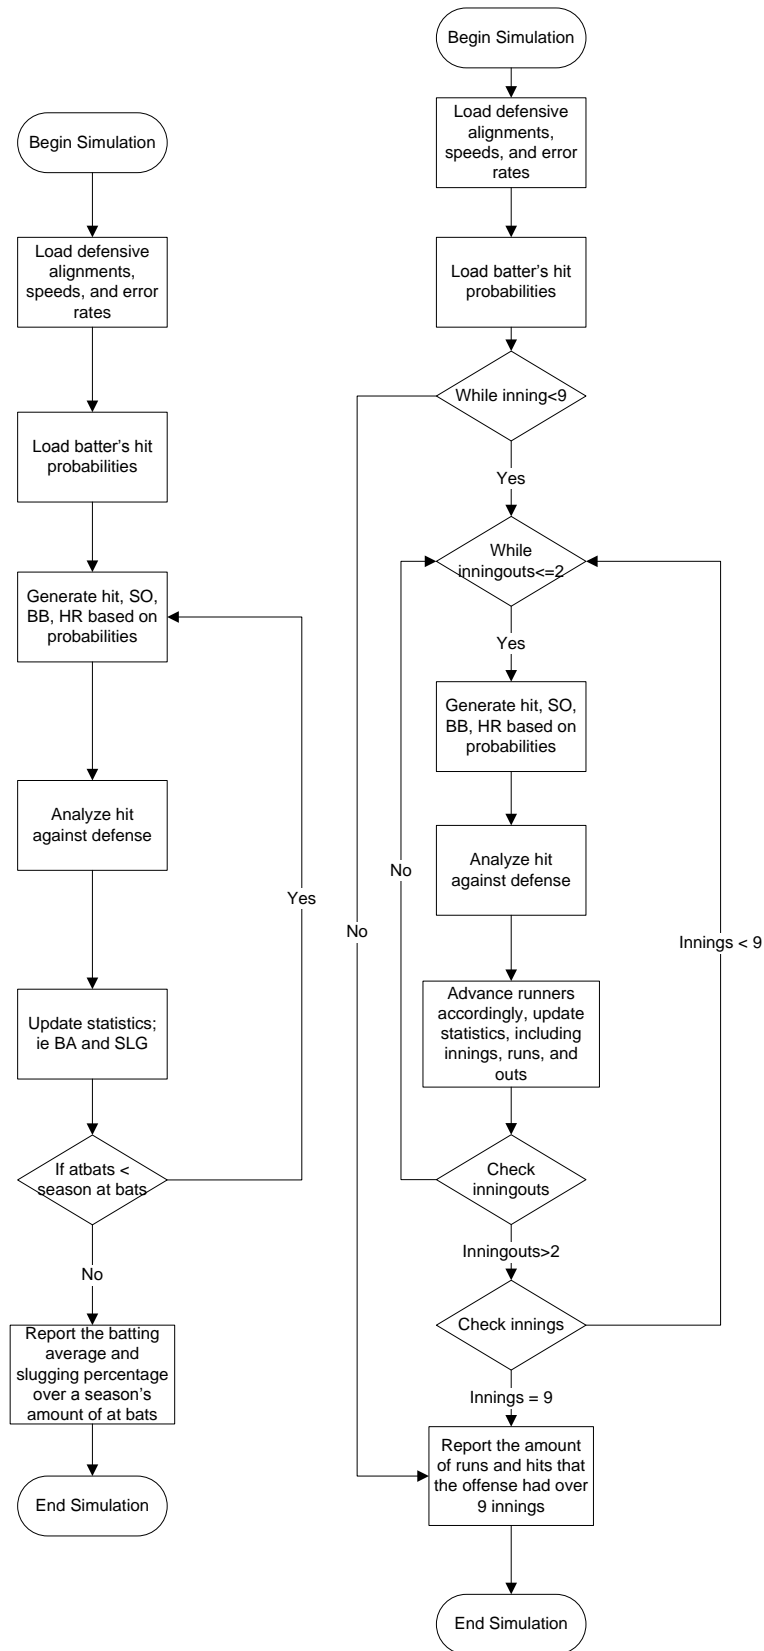 Begin Simulation
Load defensive
alignments,
speeds, and error
rates
Load batter's hit
probabilities
Generate hit, SO,
BB, HR based on
probabilities
Analyze hit
against defense
Yes
Update statistics;
ie BA and SLG
If atbats <
season at bats
No
Report the batting
average and
slugging percentage
over a season's
amount of at bats
End Simulation
Begin Simulation
Load defensive
alignments,
speeds, and error
rates
Load batter's hit
probabilities
While inning<9
Yes
While
inningouts<=2
Yes
Generate hit, SO,
BB, HR based on
probabilities
Analyze hit
against defense
No
No
Innings < 9
Advance runners
accordingly, update
statistics, including
innings, runs, and
outs
Check
inningouts
Inningouts>2
Check innings
Innings = 9
Report the amount
of runs and hits that
the offense had over
9 innings
End Simulation